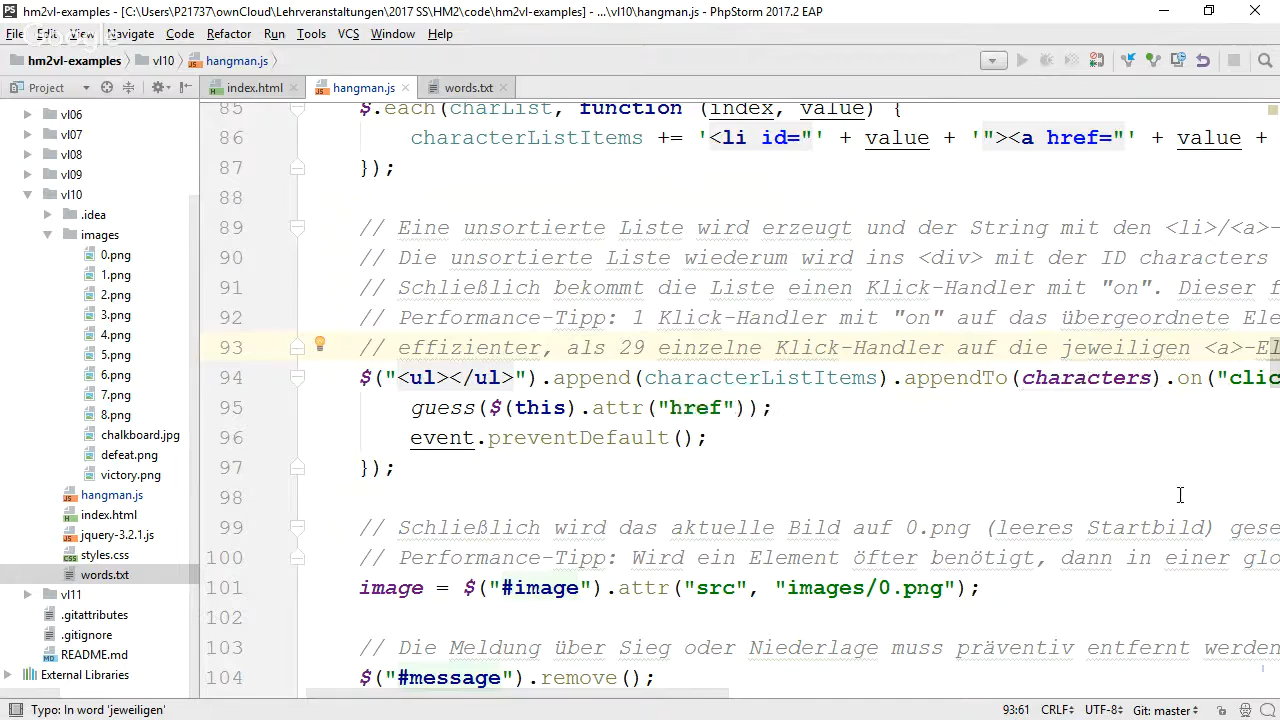 hm2vl-examples - [C:\Users\P21737\ownCloud\Lehrveranstaltungen\2017 SS\HM2\code\hm2vl-examples] - ...\vl10\hangman.js - PhpStorm 2017.2 EAP
File Edit View Navigate Code Refactor Run Tools VCS Window Help
Google
hm2vl-examples vl10 hangman.js
Project
index.html hangman.js words.txt
vl06
vl07
vl08
vl09
vl10
.idea
images
0.png
1.png
2.png
3.png
4.png
5.png
6.png
7.png
8.png
chalkboard.jpg
defeat.png
victory.png
hangman.js
index.html
jquery-3.2.1.js
styles.css
words.txt
vl11
.gitattributes
.gitignore
README.md
External Libraries
85 $.each(charList, function (index, value) {
86 characterListItems += '<li id="' + value + '"><a href="' + value +
87 });
88
89 // Eine unsortierte Liste wird erzeugt und der String mit den <li>/<a>-
90 // Die unsortierte Liste wiederum wird ins <div> mit der ID characters
91 // Schließlich bekommt die Liste einen Klick-Handler mit "on". Dieser f
92 // Performance-Tipp: 1 Klick-Handler mit "on" auf das übergeordnete Ele
93 // effizienter, als 29 einzelne Klick-Handler auf die jeweiligen <a>-El
94 $("<ul></ul>").append(characterListItems).appendTo(characters).on("clic
95 guess($(this).attr("href"));
96 event.preventDefault();
97 });
98
99 // Schließlich wird das aktuelle Bild auf 0.png (leeres Startbild) gese
100 // Performance-Tipp: Wird ein Element öfter benötigt, dann in einer glo
101 image = $("#image").attr("src", "images/0.png");
102
103 // Die Meldung über Sieg oder Niederlage muss präventiv entfernt werden
104 $("#message").remove();
Typo: In word 'jeweiligen' 93:61 CRLF UTF-8 Git: master